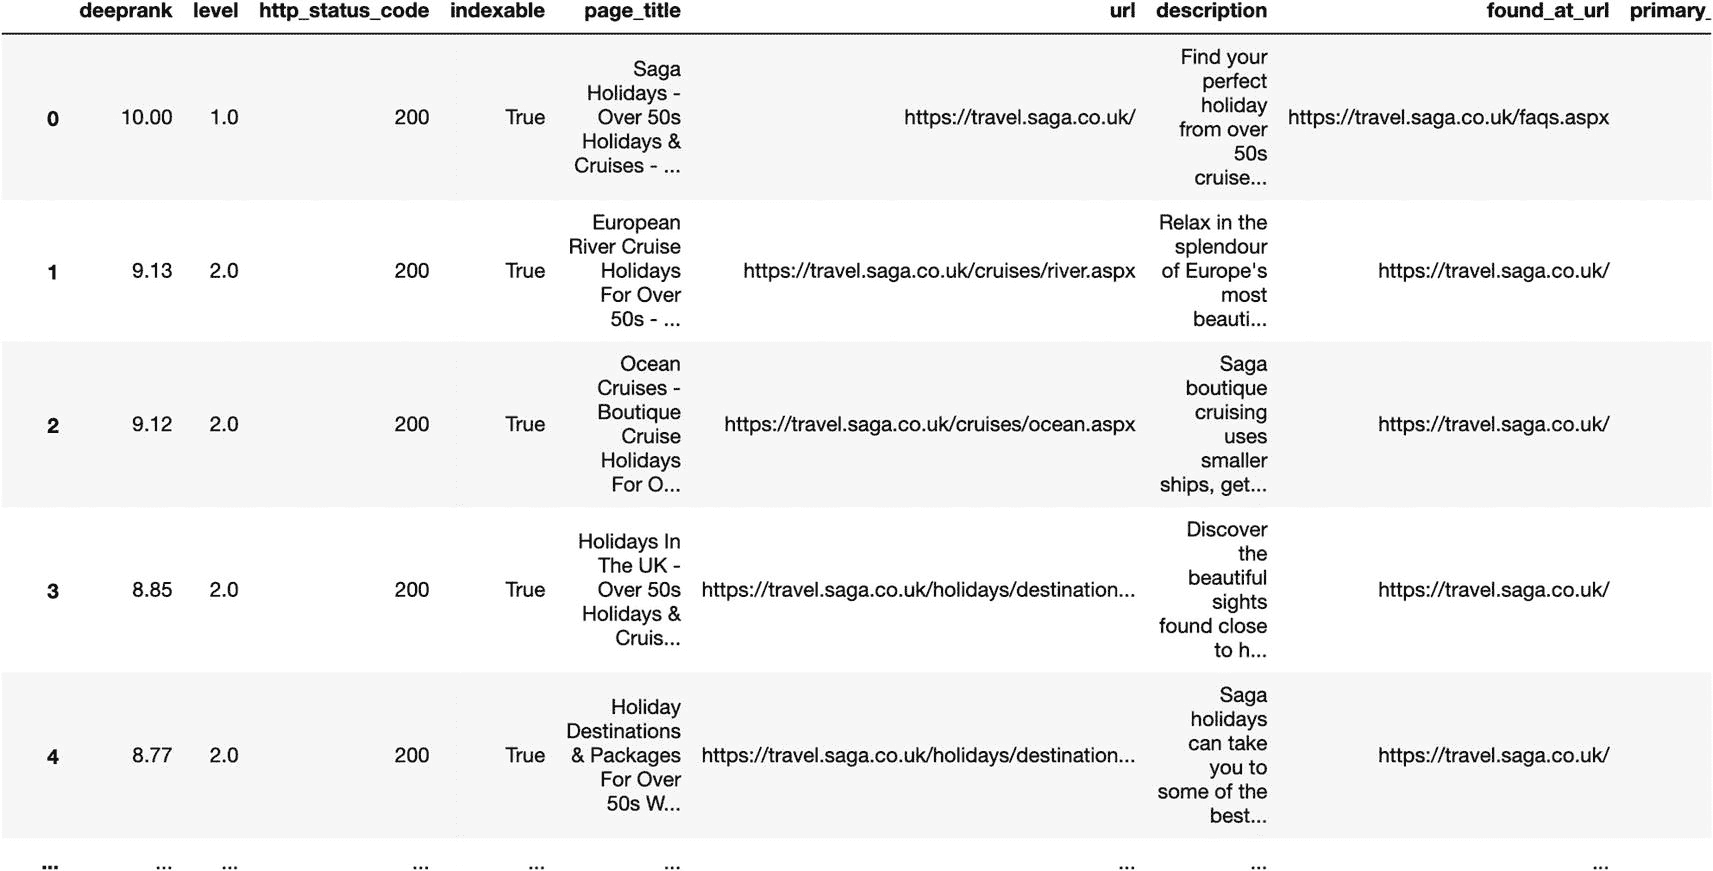 deeprank level http_status_code indexable page_title url description found_at_url primary_
0 10.00 1.0 200 True Saga Holidays - Over 50s Holidays & Cruises - ... https://travel.saga.co.uk/ Find your perfect holiday from over 50s cruise... https://travel.saga.co.uk/faqs.aspx
1 9.13 2.0 200 True European River Cruise Holidays For Over 50s - ... https://travel.saga.co.uk/cruises/river.aspx Relax in the splendour of Europe's most beauti... https://travel.saga.co.uk/
2 9.12 2.0 200 True Ocean Cruises - Boutique Cruise Holidays For O... https://travel.saga.co.uk/cruises/ocean.aspx Saga boutique cruising uses smaller ships, get... https://travel.saga.co.uk/
3 8.85 2.0 200 True Holidays In The UK - Over 50s Holidays & Cruis... https://travel.saga.co.uk/holidays/destination... Discover the beautiful sights found close to h... https://travel.saga.co.uk/
4 8.77 2.0 200 True Holiday Destinations & Packages For Over 50s W... https://travel.saga.co.uk/holidays/destination... Saga holidays can take you to some of the best... https://travel.saga.co.uk/
... ... ... ... ... ... ... ... ...